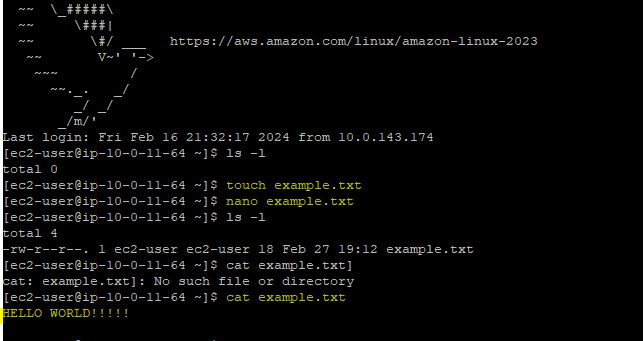 ~~  \_#####\
~~     \###|
~~       \#/ ___   https://aws.amazon.com/linux/amazon-linux-2023
~~       V~' '->
~~~         /
~~._.   _/
_/ _/
_/m/'
Last login: Fri Feb 16 21:32:17 2024 from 10.0.143.174
[ec2-user@ip-10-0-11-64 ~]$ ls -l
total 0
[ec2-user@ip-10-0-11-64 ~]$ touch example.txt
[ec2-user@ip-10-0-11-64 ~]$ nano example.txt
[ec2-user@ip-10-0-11-64 ~]$ ls -l
total 4
-rw-r--r--. 1 ec2-user ec2-user 18 Feb 27 19:12 example.txt
[ec2-user@ip-10-0-11-64 ~]$ cat example.txt]
cat: example.txt]: No such file or directory
[ec2-user@ip-10-0-11-64 ~]$ cat example.txt
HELLO WORLD!!!!!